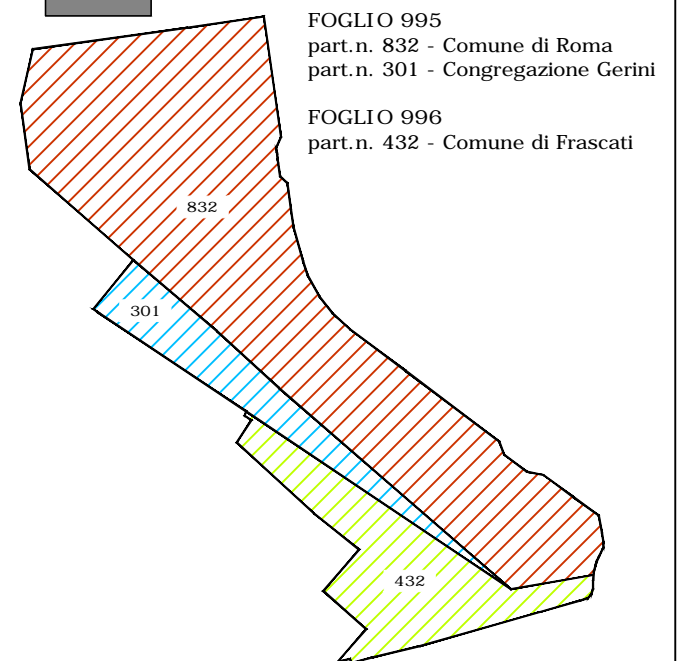 FOGLIO 995
part.n. 832 - Comune di Roma
part.n. 301 - Congregazione Gerini
FOGLIO 996
part.n. 432 - Comune di Frascati
832
301
432